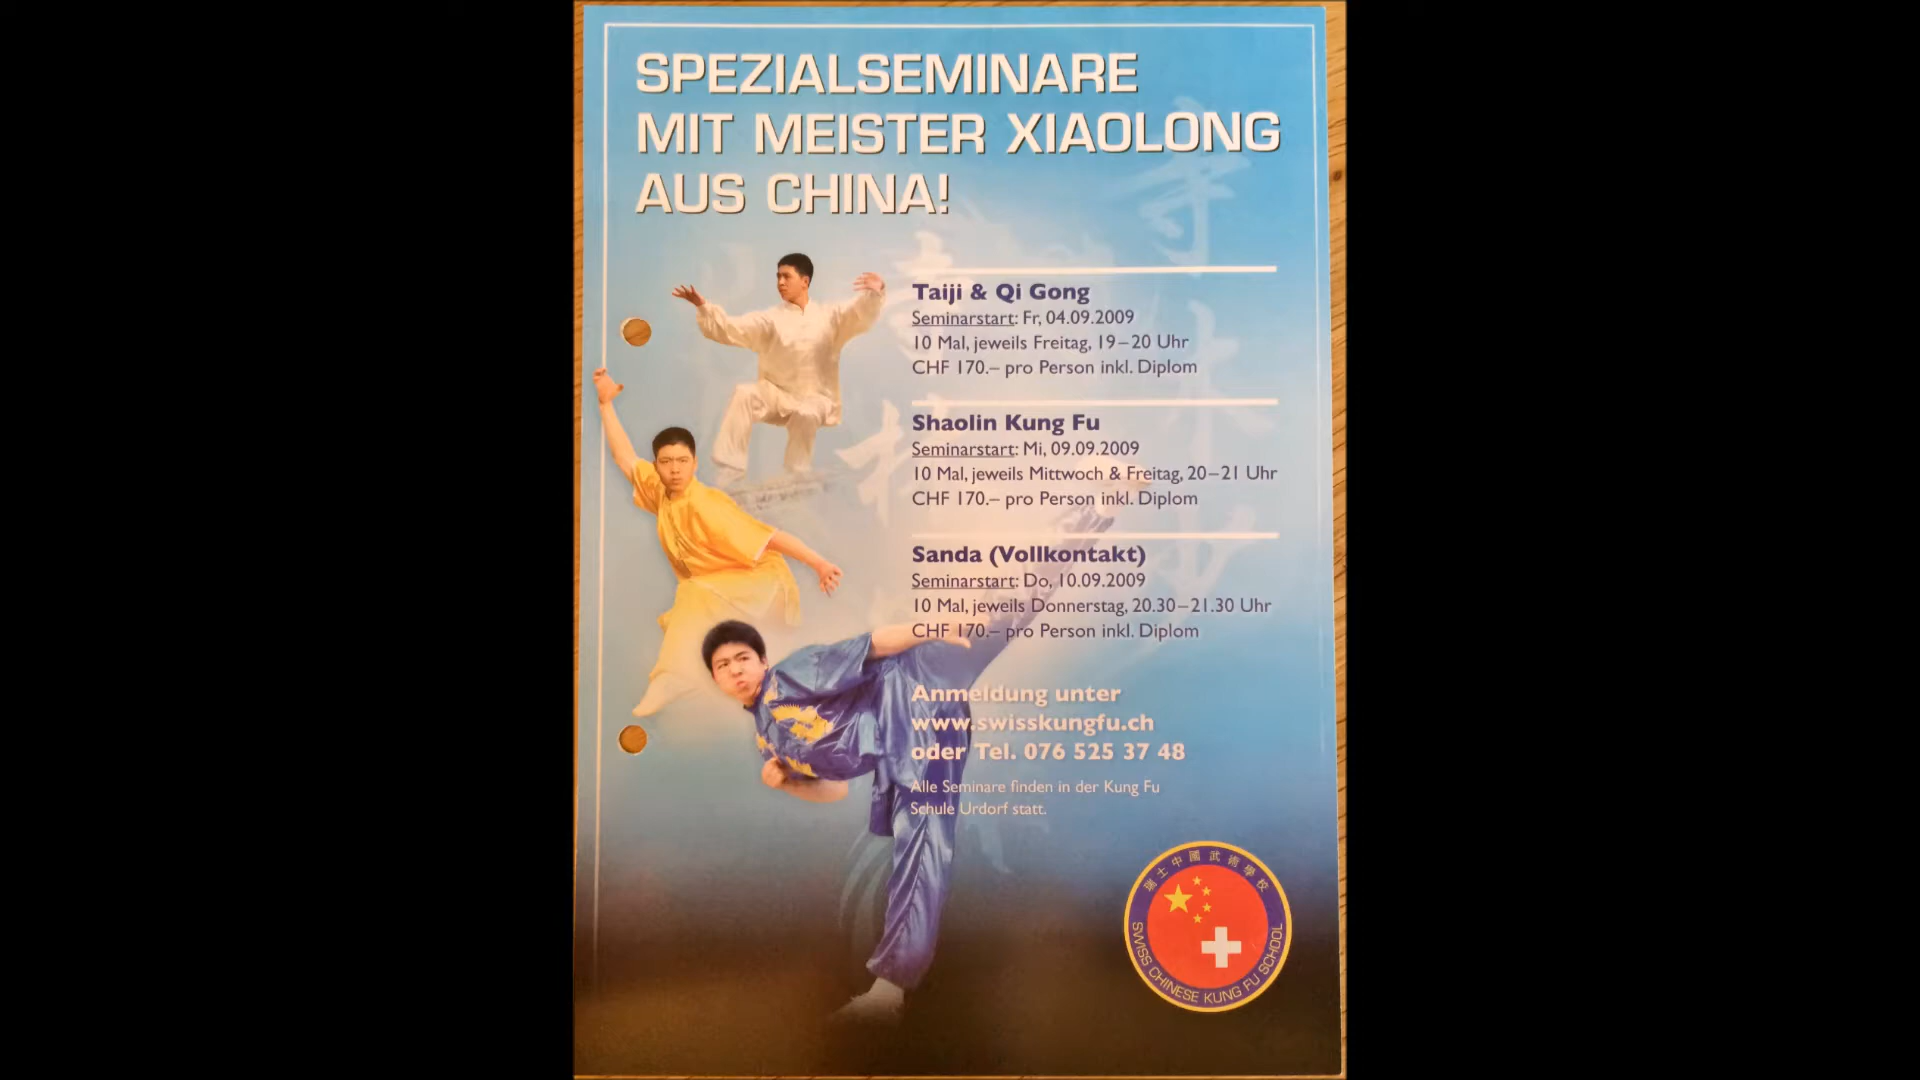 SPEZIALSEMINARE
MIT MEISTER XIAOLONG
AUS CHINA!
Taiji & Qi Gong
Seminarstart: Fr, 04.09.2009
10 Mal, jeweils Freitag, 19–20 Uhr
CHF 170.– pro Person inkl. Diplom
Shaolin Kung Fu
Seminarstart: Mi, 09.09.2009
10 Mal, jeweils Mittwoch & Freitag, 20–21 Uhr
CHF 170.– pro Person inkl. Diplom
Sanda (Vollkontakt)
Seminarstart: Do, 10.09.2009
10 Mal, jeweils Donnerstag, 20.30–21.30 Uhr
CHF 170.– pro Person inkl. Diplom
Anmeldung unter
www.swisskungfu.ch
oder Tel. 076 525 37 48
Alle Seminare finden in der Kung Fu
Schule Urdorf statt.
瑞士中國武術學校
SWISS CHINESE KUNG FU SCHOOL